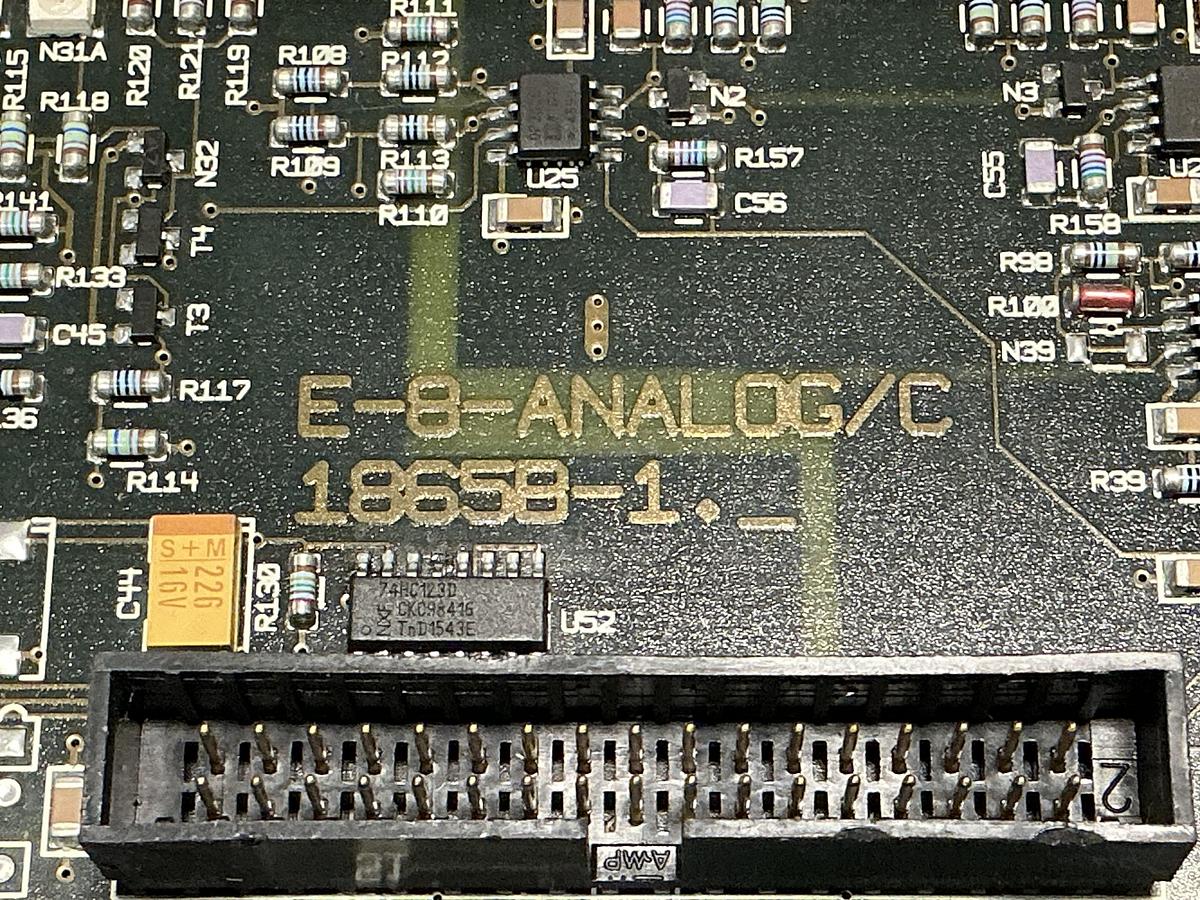 R111
N31A
R120
R121
R119
R108
R112
R115
R118
N2
N3
R109
R113
R157
N32
U25
C55
R141
R110
C56
R158
T4
R98
R133
R100
T3
C45
N39
R117
E-8-ANALOG/C
R114
18658-1._
R39
S+M
226
16V
C44
R130
74HC123D
CKC98416
TnD1543E
U52
2
AMP